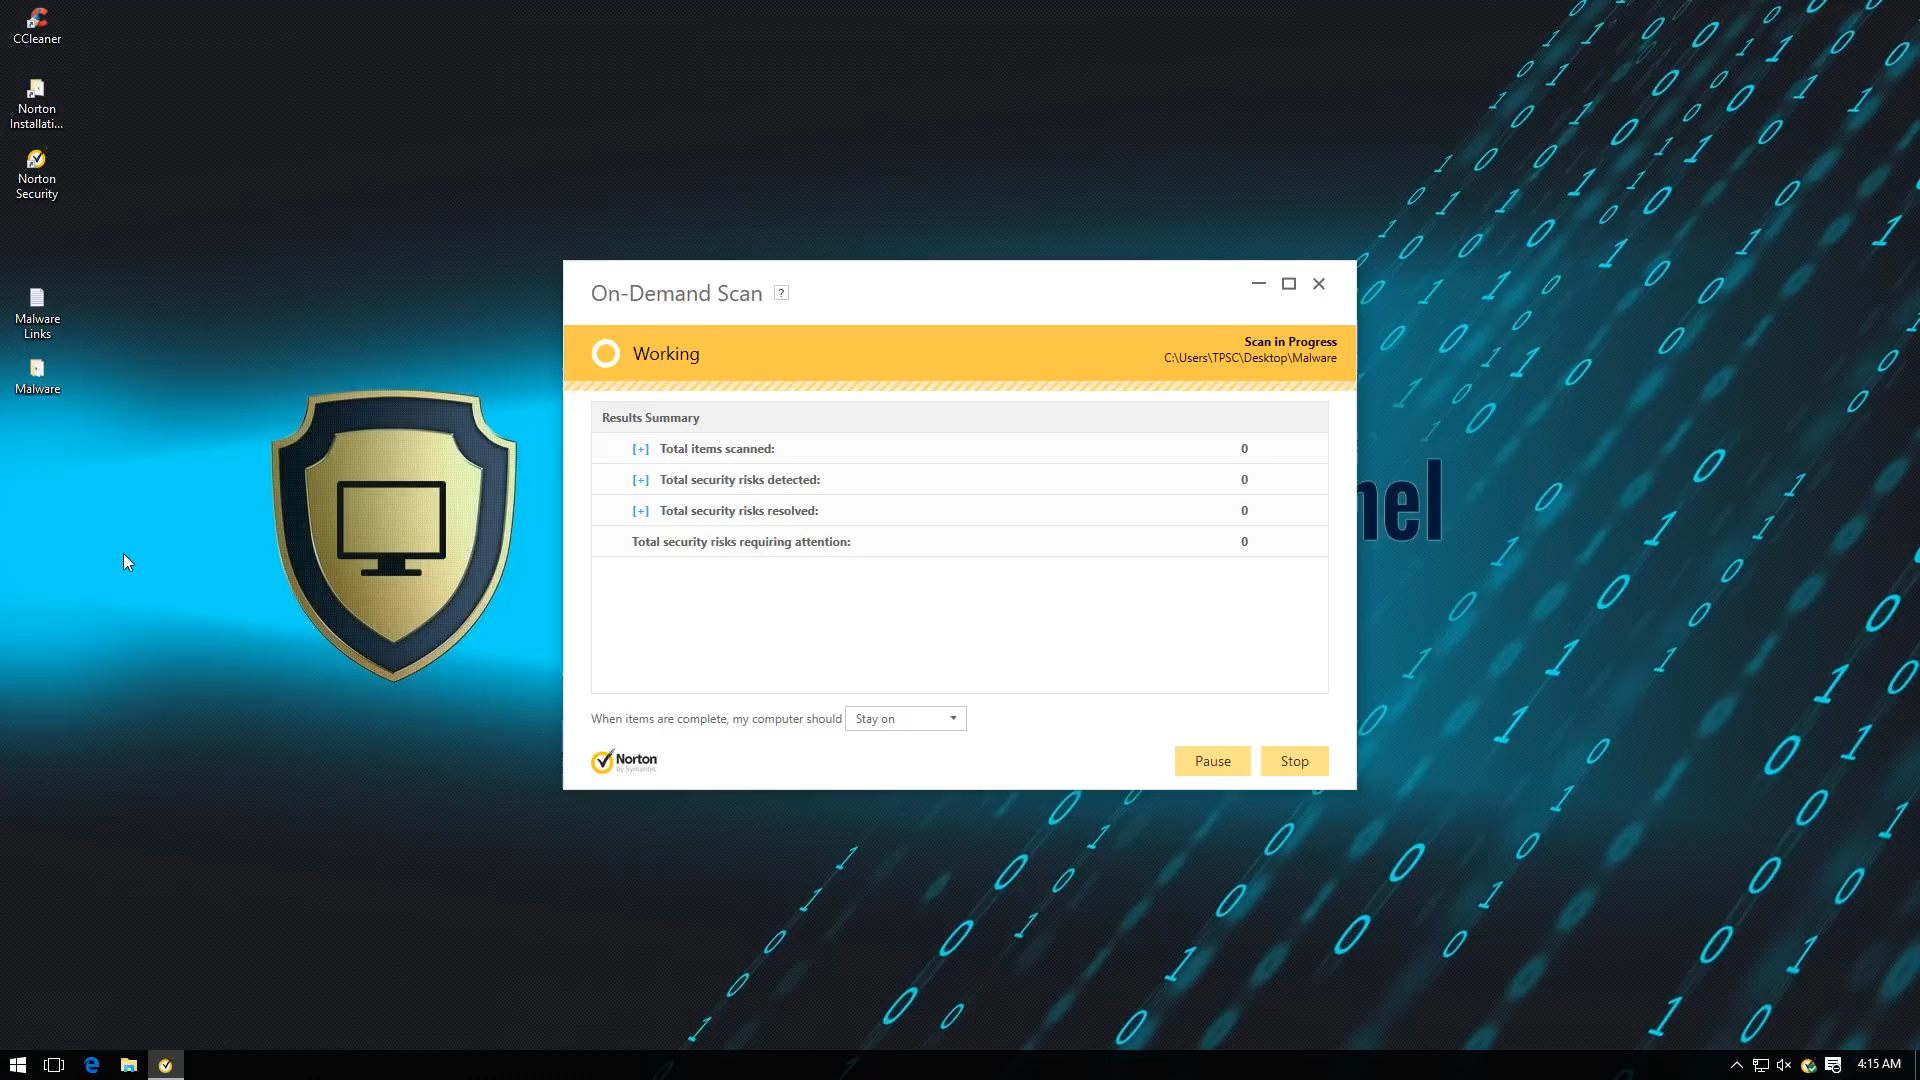 CCleaner
Norton
Installati...
Norton
Security
Malware
Links
Malware
On-Demand Scan ?
Working
Scan in Progress
C:\Users\TPSC\Desktop\Malware
Results Summary
[+] Total items scanned: 0
[+] Total security risks detected: 0
[+] Total security risks resolved: 0
Total security risks requiring attention: 0
nel
When items are complete, my computer should Stay on
Norton
by Symantec
Pause
Stop
4:15 AM